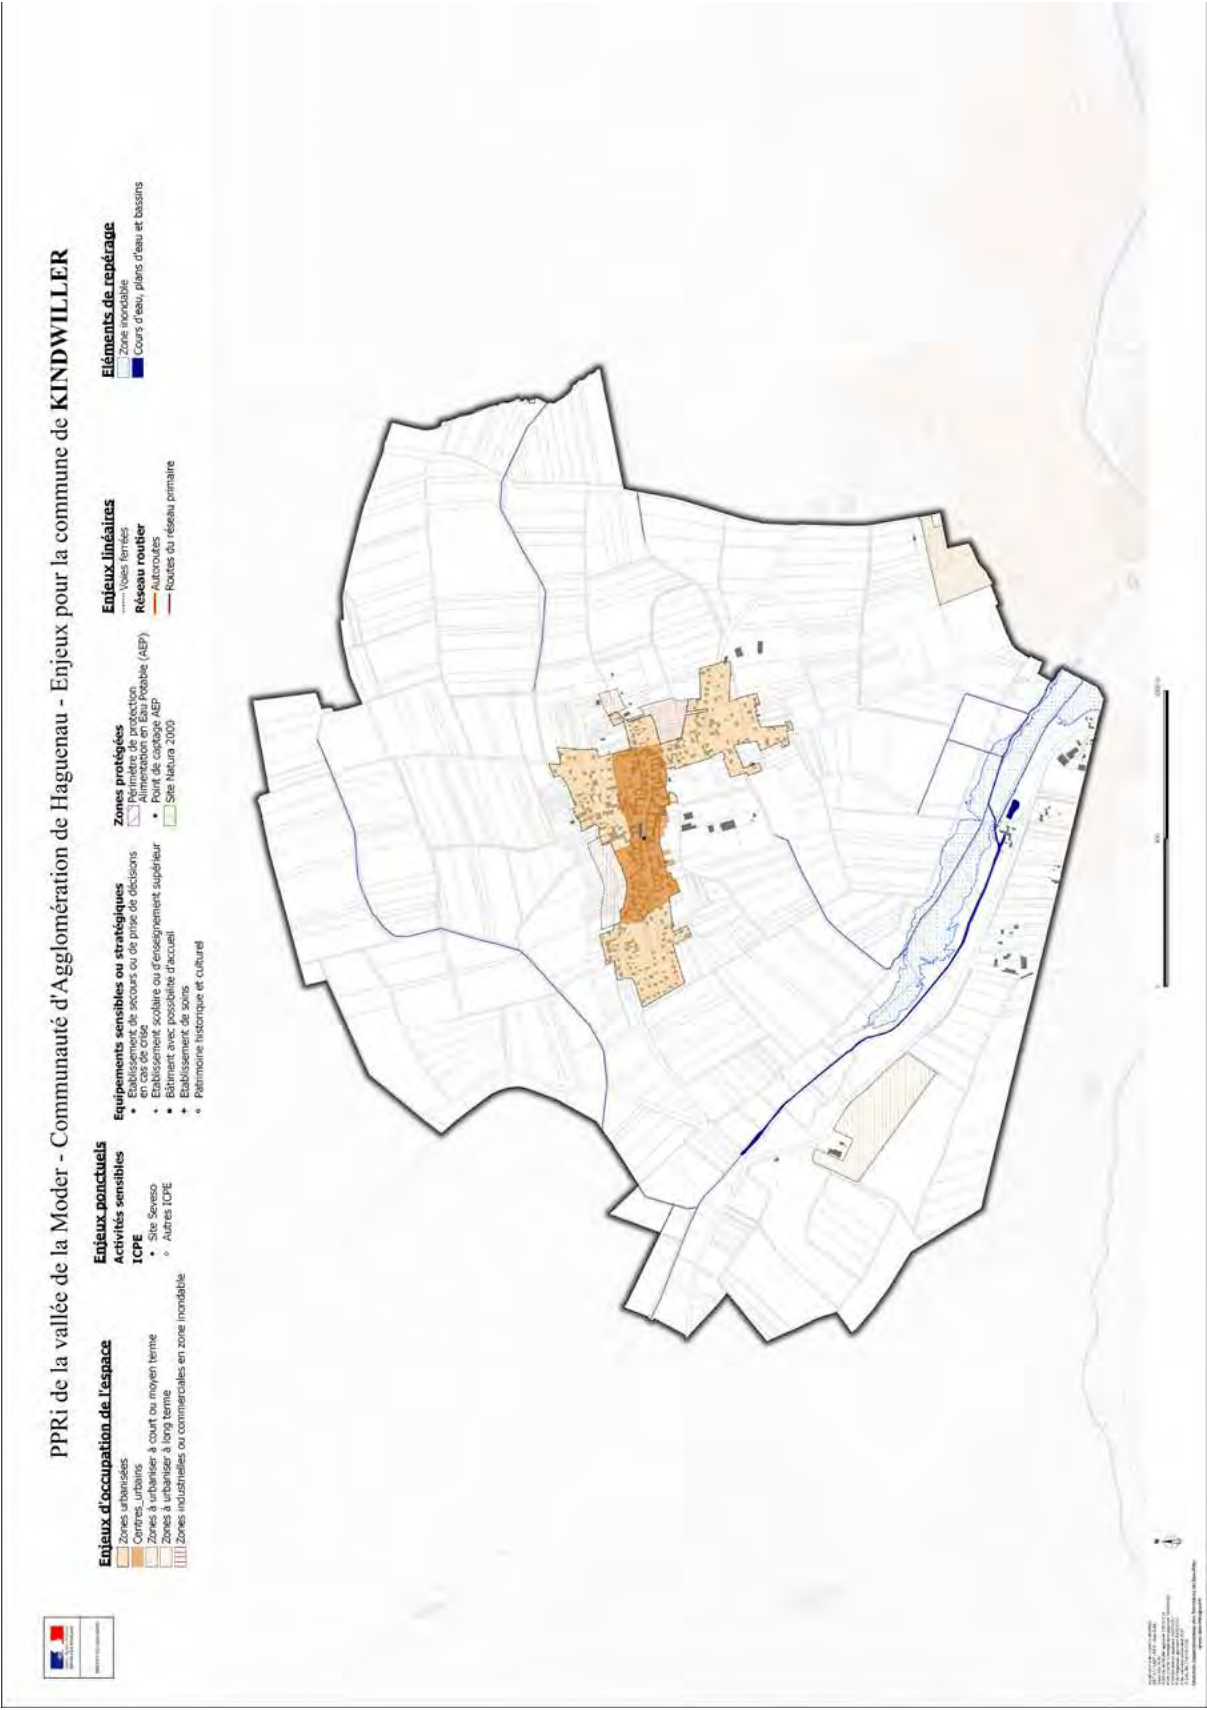 PPRi de la vallée de la Moder - Communauté d'Agglomération de Haguenau - Enjeux pour la commune de KINDWILLER
Enjeux d'occupation de l'espace
Zones urbanisées
Centres_urbains
Zones à urbaniser à court ou moyen terme
Zones à urbaniser à long terme
Zones industrielles ou commerciales en zone inondable
Enjeux ponctuels
Activités sensibles
ICPE
Site Seveso
Autres ICPE
Equipements sensibles ou stratégiques
Etablissement de secours ou de prise de décisions
en cas de crise
Etablissement scolaire ou d'enseignement supérieur
Bâtiment avec possibilité d'accueil
Etablissement de soins
Patrimoine historique et culturel
Zones protégées
Périmètre de protection
Alimentation en Eau Potable (AEP)
Point de captage AEP
Site Natura 2000
Enjeux linéaires
Voies ferrées
Réseau routier
Autoroutes
Routes du réseau primaire
Eléments de repérage
Zone inondable
Cours d'eau, plans d'eau et bassins